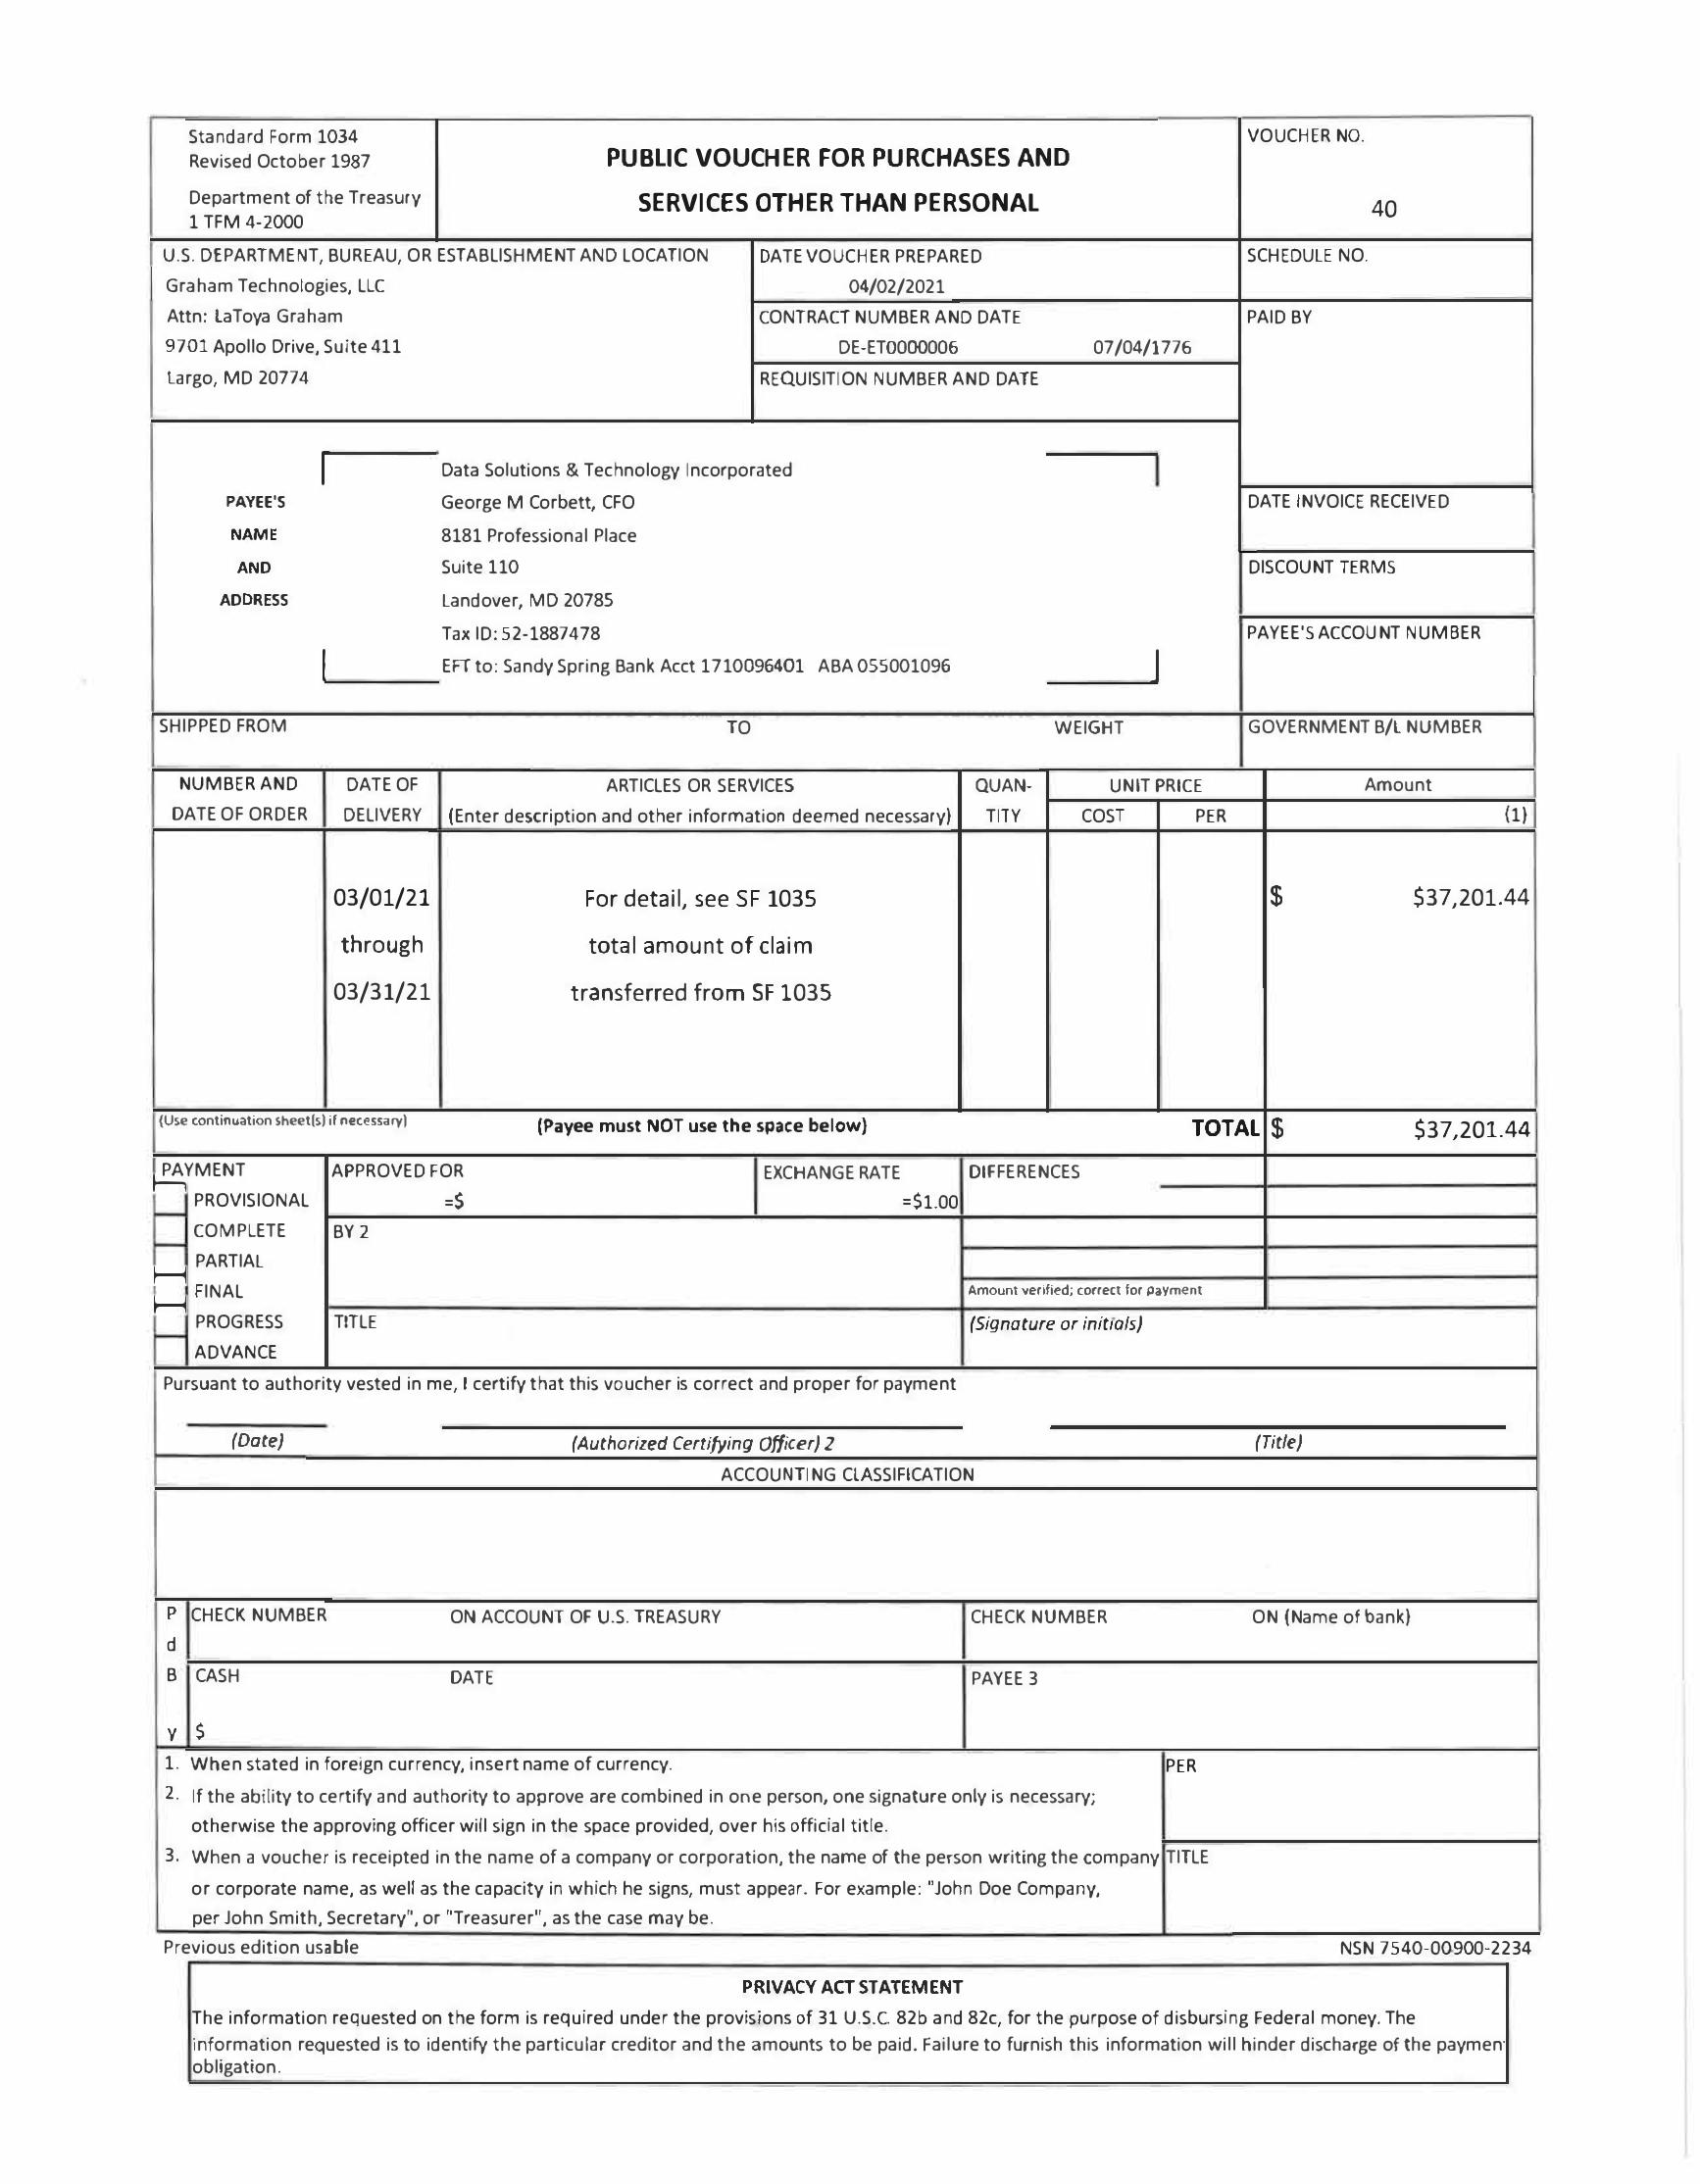 Standard Form 1034
Revised October 1987
Department of the Treasury
1 TFM 4-2000
PUBLIC VOUCHER FOR PURCHASES AND
SERVICES OTHER THAN PERSONAL
VOUCHER NO.
40
U.S. DEPARTMENT, BUREAU, OR ESTABLISHMENT AND LOCATION
Graham Technologies, LLC
Attn: LaToya Graham
9701 Apollo Drive, Suite 411
Largo, MD 20774
DATE VOUCHER PREPARED
04/02/2021
CONTRACT NUMBER AND DATE
DE-ET0000006 07/04/1776
REQUISITION NUMBER AND DATE
SCHEDULE NO.
PAID BY
DATE INVOICE RECEIVED
DISCOUNT TERMS
PAYEE'S ACCOUNT NUMBER
PAYEE'S
NAME
AND
ADDRESS
Data Solutions & Technology Incorporated
George M Corbett, CFO
8181 Professional Place
Suite 110
Landover, MD 20785
Tax ID: 52-1887478
EFT to: Sandy Spring Bank Acct 1710096401 ABA 055001096
SHIPPED FROM TO WEIGHT GOVERNMENT B/L NUMBER
NUMBER AND
DATE OF ORDER
DATE OF
DELIVERY
ARTICLES OR SERVICES
(Enter description and other information deemed necessary)
QUAN-
TITY
UNIT PRICE
COST PER
Amount
(1)
03/01/21 For detail, see SF 1035 $ $37,201.44
through total amount of claim
03/31/21 transferred from SF 1035
(Use continuation sheet(s) if necessary) (Payee must NOT use the space below) TOTAL $ $37,201.44
PAYMENT
PROVISIONAL
COMPLETE
PARTIAL
FINAL
PROGRESS
ADVANCE
APPROVED FOR
=$
EXCHANGE RATE
=$1.00
DIFFERENCES
BY 2
Amount verified; correct for payment
TITLE
(Signature or initials)
Pursuant to authority vested in me, I certify that this voucher is correct and proper for payment
(Date) (Authorized Certifying Officer) 2 (Title)
ACCOUNTING CLASSIFICATION
P
d
B
y
CHECK NUMBER ON ACCOUNT OF U.S. TREASURY CHECK NUMBER ON (Name of bank)
CASH DATE PAYEE 3
$
1. When stated in foreign currency, insert name of currency.
2. If the ability to certify and authority to approve are combined in one person, one signature only is necessary;
otherwise the approving officer will sign in the space provided, over his official title.
3. When a voucher is receipted in the name of a company or corporation, the name of the person writing the company
or corporate name, as well as the capacity in which he signs, must appear. For example: "John Doe Company,
per John Smith, Secretary", or "Treasurer", as the case may be.
PER
TITLE
Previous edition usable NSN 7540-00-900-2234
PRIVACY ACT STATEMENT
The information requested on the form is required under the provisions of 31 U.S.C. 82b and 82c, for the purpose of disbursing Federal money. The
information requested is to identify the particular creditor and the amounts to be paid. Failure to furnish this information will hinder discharge of the paymen
obligation.